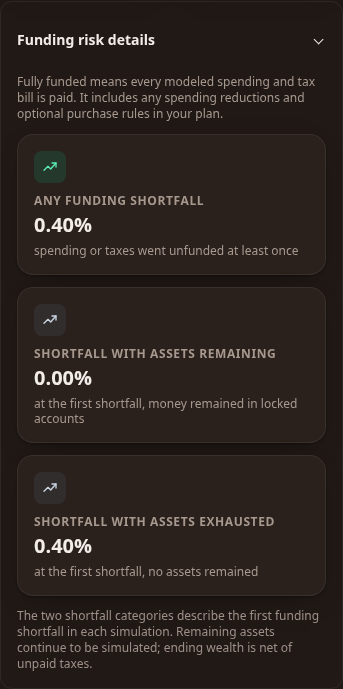 Funding risk details
Fully funded means every modeled spending and tax
bill is paid. It includes any spending reductions and
optional purchase rules in your plan.
ANY FUNDING SHORTFALL
0.40%
spending or taxes went unfunded at least once
SHORTFALL WITH ASSETS REMAINING
0.00%
at the first shortfall, money remained in locked
accounts
SHORTFALL WITH ASSETS EXHAUSTED
0.40%
at the first shortfall, no assets remained
The two shortfall categories describe the first funding
shortfall in each simulation. Remaining assets
continue to be simulated; ending wealth is net of
unpaid taxes.